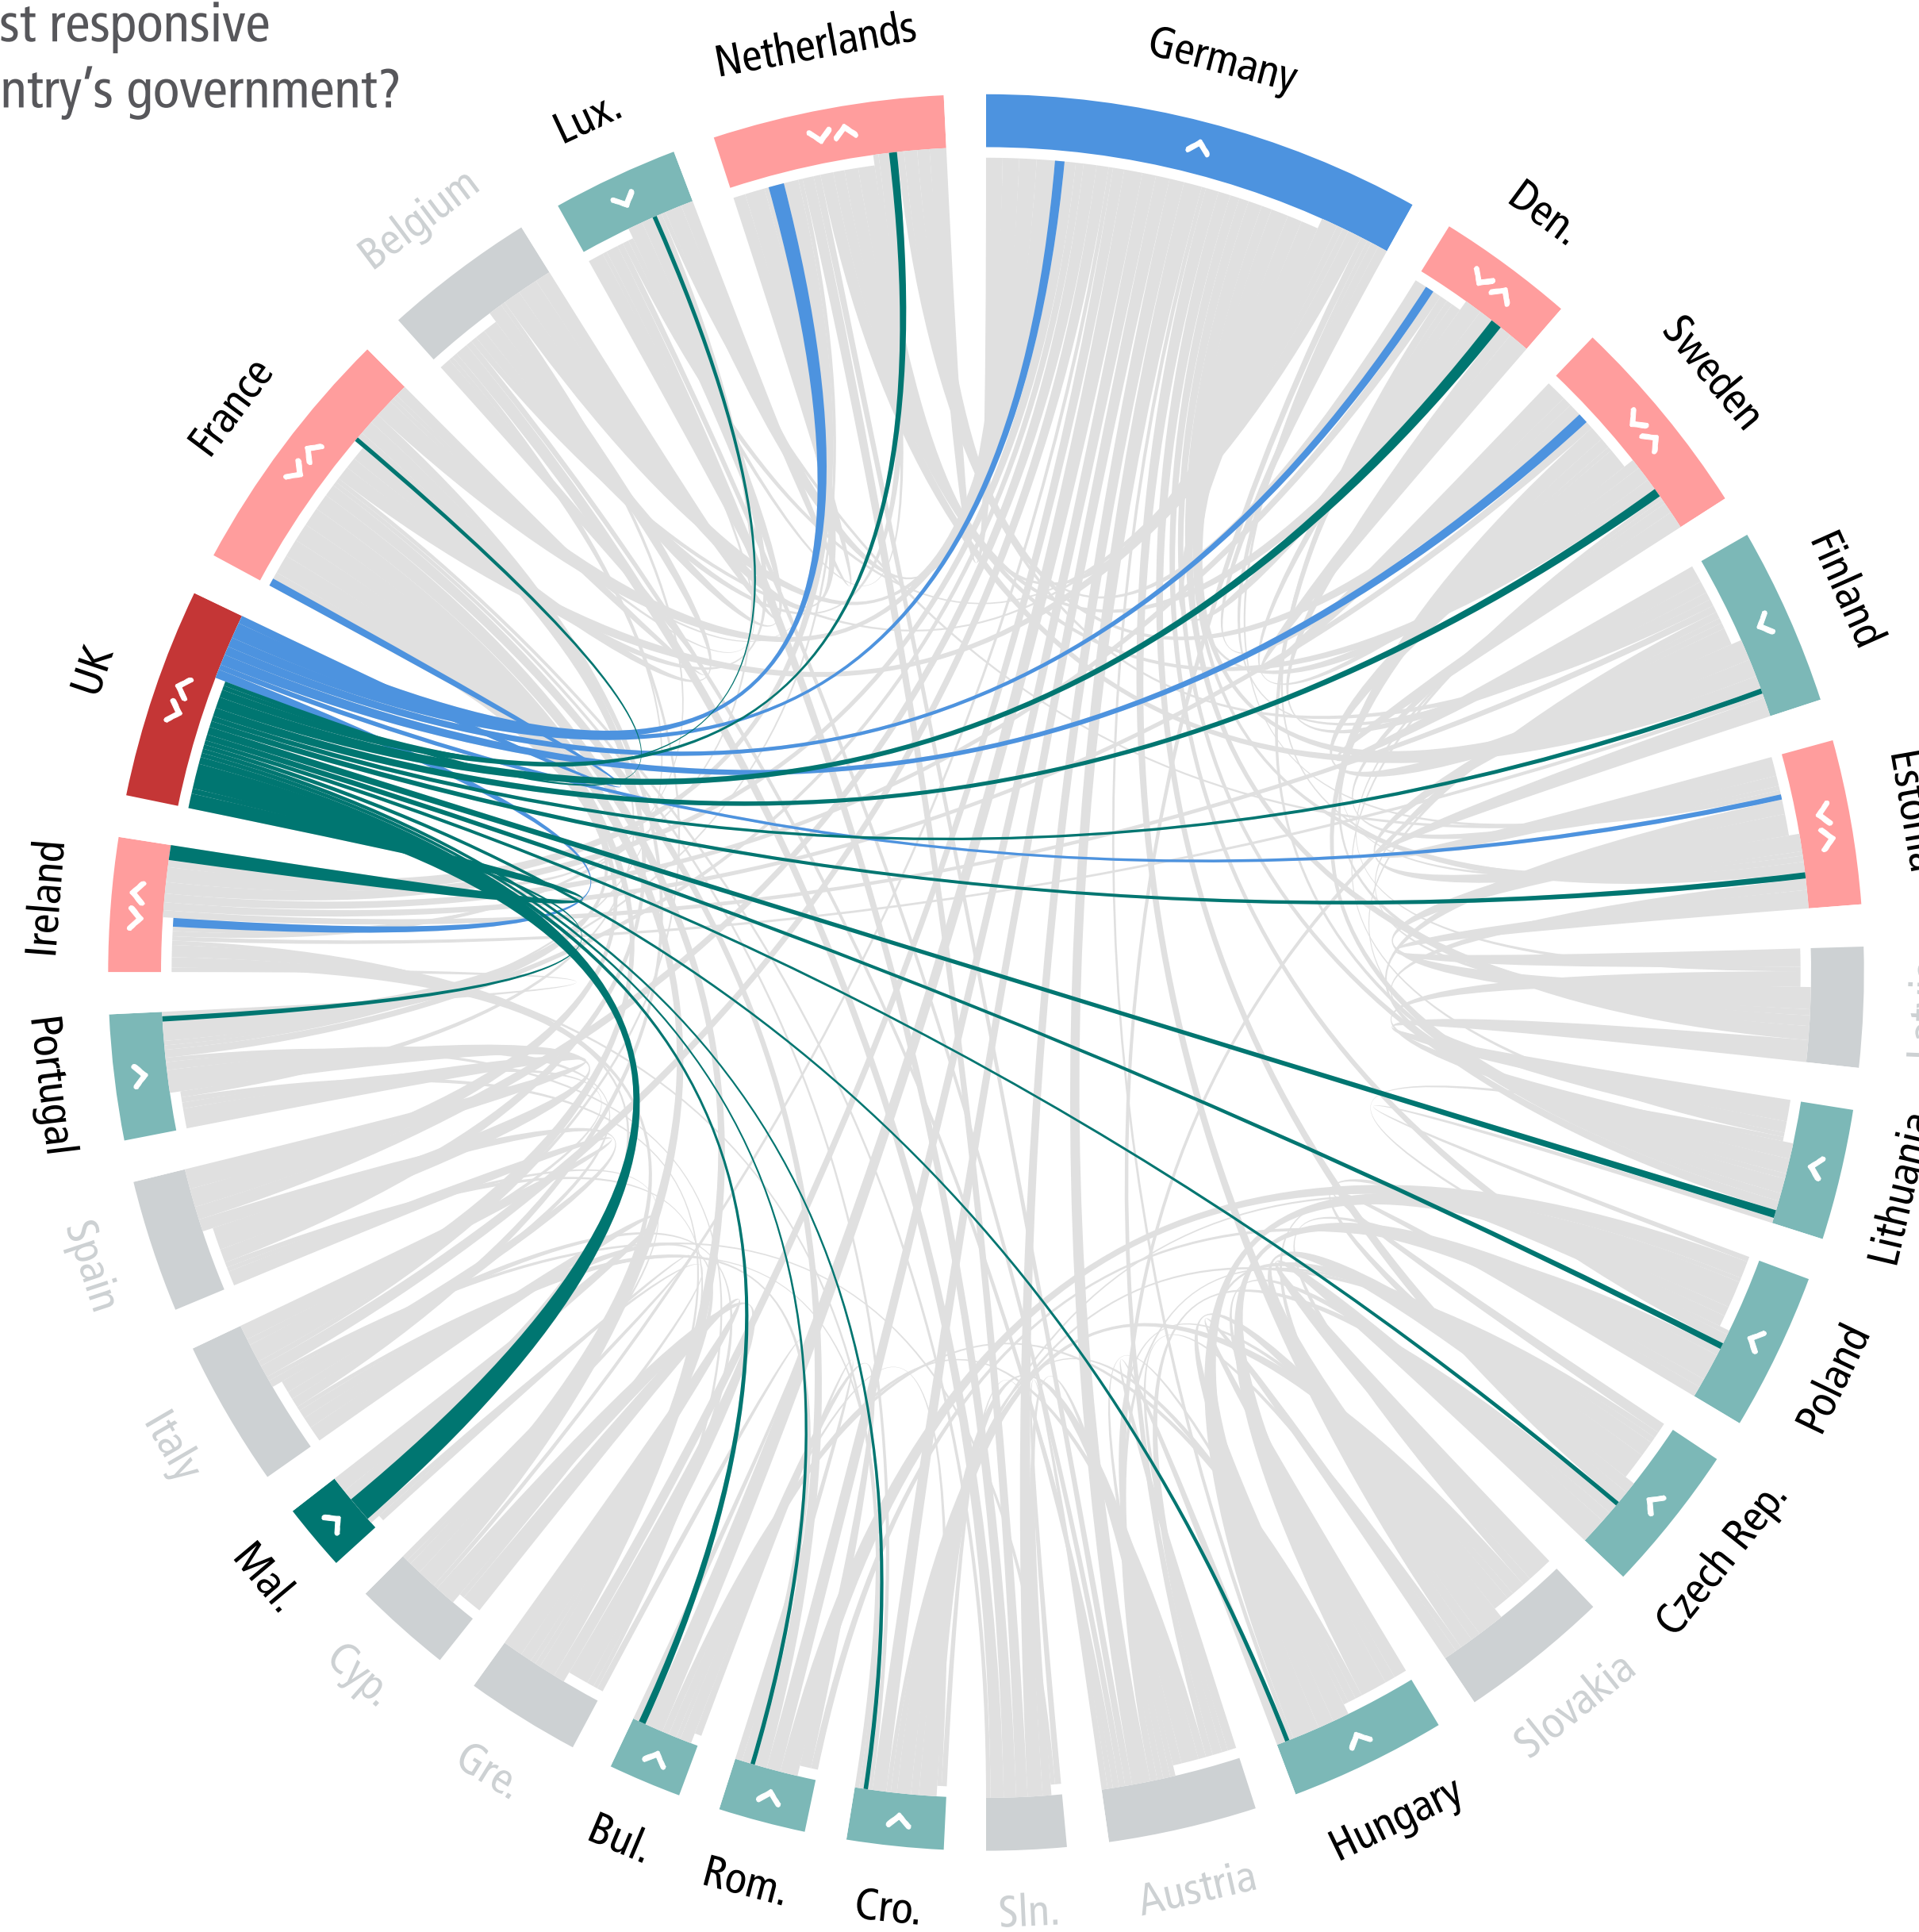 st responsive
ntry's government?
Netherlands
Germany
Lux.
Den.
Belgium
Sweden
France
Finland
UK
Ireland
Portugal
Lithuania
Spain
Poland
Italy
Czech Rep.
Mal.
Slovakia
Cyp.
Hungary
Gre.
Bul.
Rom.
Cro.
Sln.
Austria